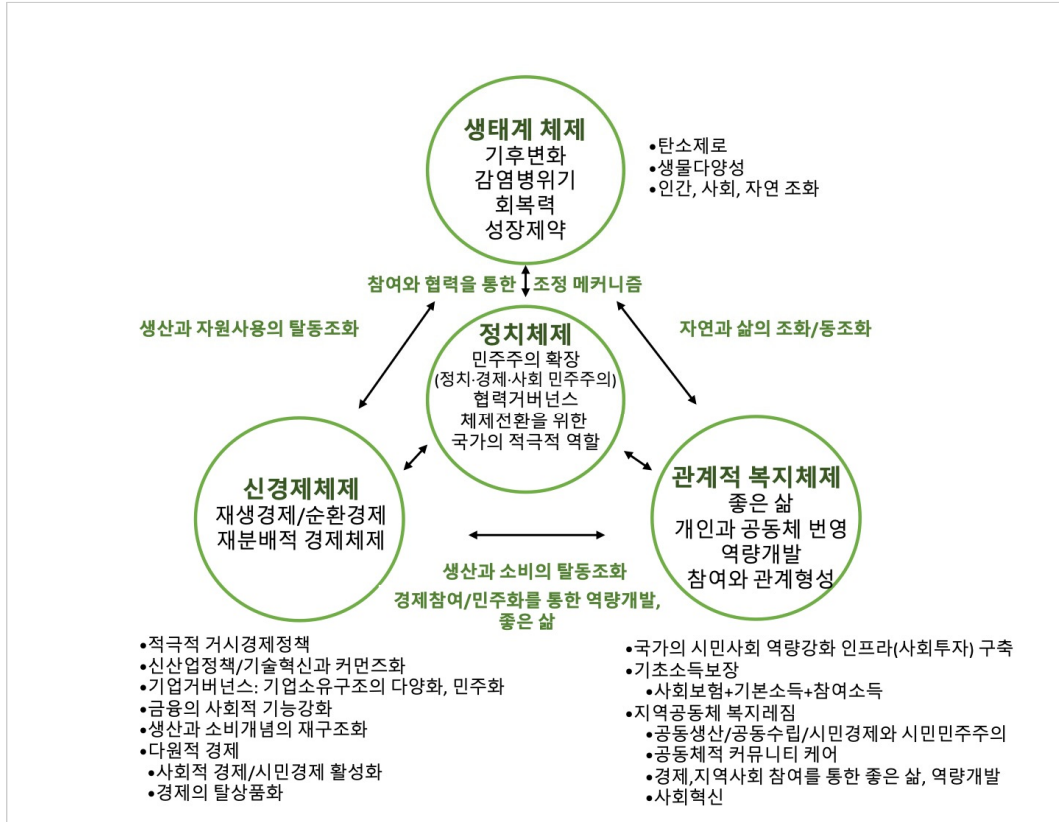 생태계 체제
기후변화
감염병위기
회복력
성장제약
•탄소제로
•생물다양성
•인간, 사회, 자연 조화
참여와 협력을 통한 조정 메커니즘
생산과 자원사용의 탈동조화
자연과 삶의 조화/동조화
정치체제
민주주의 확장
(정치·경제·사회 민주주의)
협력거버넌스
체제전환을 위한
국가의 적극적 역할
신경제체제
재생경제/순환경제
재분배적 경제체제
관계적 복지체제
좋은 삶
개인과 공동체 번영
역량개발
참여와 관계형성
생산과 소비의 탈동조화
경제참여/민주화를 통한 역량개발,
좋은 삶
•적극적 거시경제정책
•신산업정책/기술혁신과 커먼즈화
•기업거버넌스: 기업소유구조의 다양화, 민주화
•금융의 사회적 기능강화
•생산과 소비개념의 재구조화
•다원적 경제
•사회적 경제/시민경제 활성화
•경제의 탈상품화
•국가의 시민사회 역량강화 인프라(사회투자) 구축
•기초소득보장
•사회보험+기본소득+참여소득
•지역공동체 복지레짐
•공동생산/공동수립/시민경제와 시민민주주의
•공동체적 커뮤니티 케어
•경제,지역사회 참여를 통한 좋은 삶, 역량개발
•사회혁신